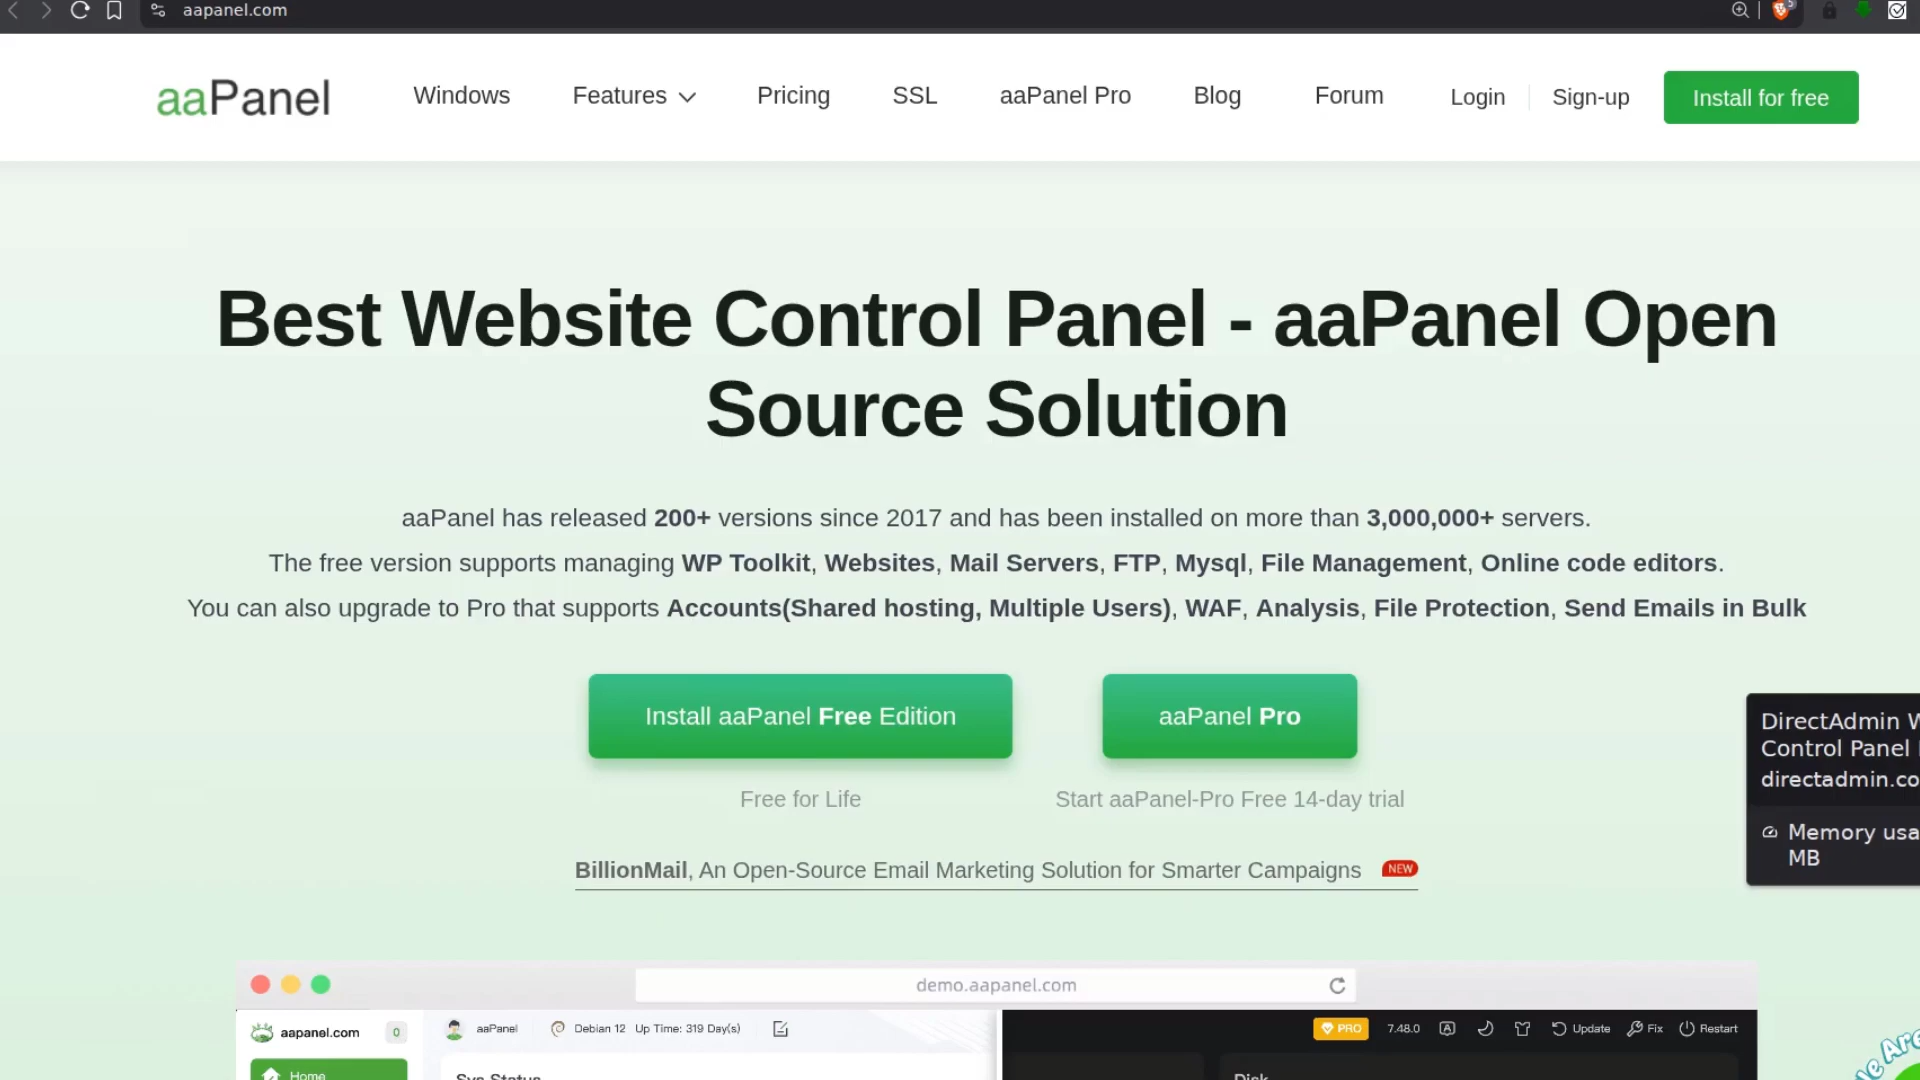 aapanel.com
5
aaPanel
Windows
Features
Pricing
SSL
aaPanel Pro
Blog
Forum
Login
Sign-up
Install for free
Best Website Control Panel - aaPanel Open
Source Solution
aaPanel has released 200+ versions since 2017 and has been installed on more than 3,000,000+ servers.
The free version supports managing WP Toolkit, Websites, Mail Servers, FTP, Mysql, File Management, Online code editors.
You can also upgrade to Pro that supports Accounts(Shared hosting, Multiple Users), WAF, Analysis, File Protection, Send Emails in Bulk
Install aaPanel Free Edition
aaPanel Pro
Free for Life
Start aaPanel-Pro Free 14-day trial
DirectAdmin W
Control Panel
directadmin.co
Memory usa
MB
BillionMail, An Open-Source Email Marketing Solution for Smarter Campaigns NEW
demo.aapanel.com
aapanel.com 0
aaPanel
Debian 12 Up Time: 319 Day(s)
PRO
7.48.0
A
Update
Fix
Restart
Home
Sys Status
Disk